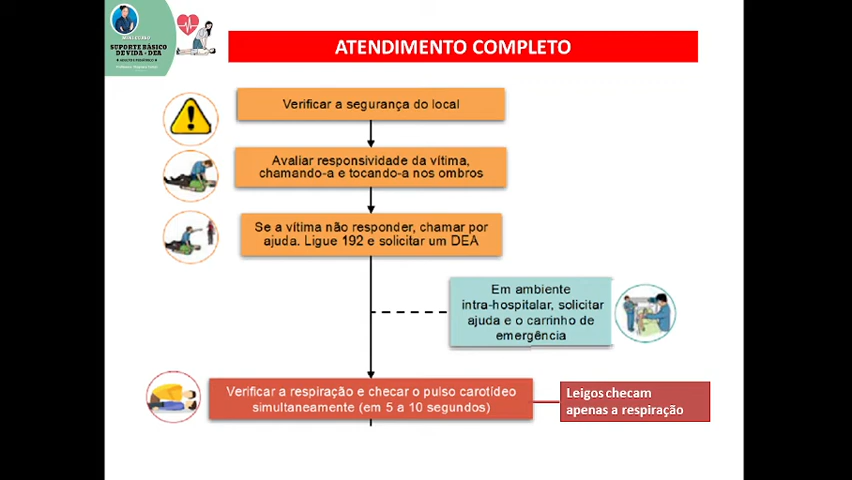 MINI CURSO
SUPORTE BÁSICO
DE VIDA + DEA
ATENDIMENTO COMPLETO
Verificar a segurança do local
Avaliar responsividade da vítima,
chamando-a e tocando-a nos ombros
Se a vítima não responder, chamar por
ajuda. Ligue 192 e solicitar um DEA
Em ambiente
intra-hospitalar, solicitar
ajuda e o carrinho de
emergência
Verificar a respiração e checar o pulso carotídeo
simultaneamente (em 5 a 10 segundos)
Leigos checam
apenas a respiração